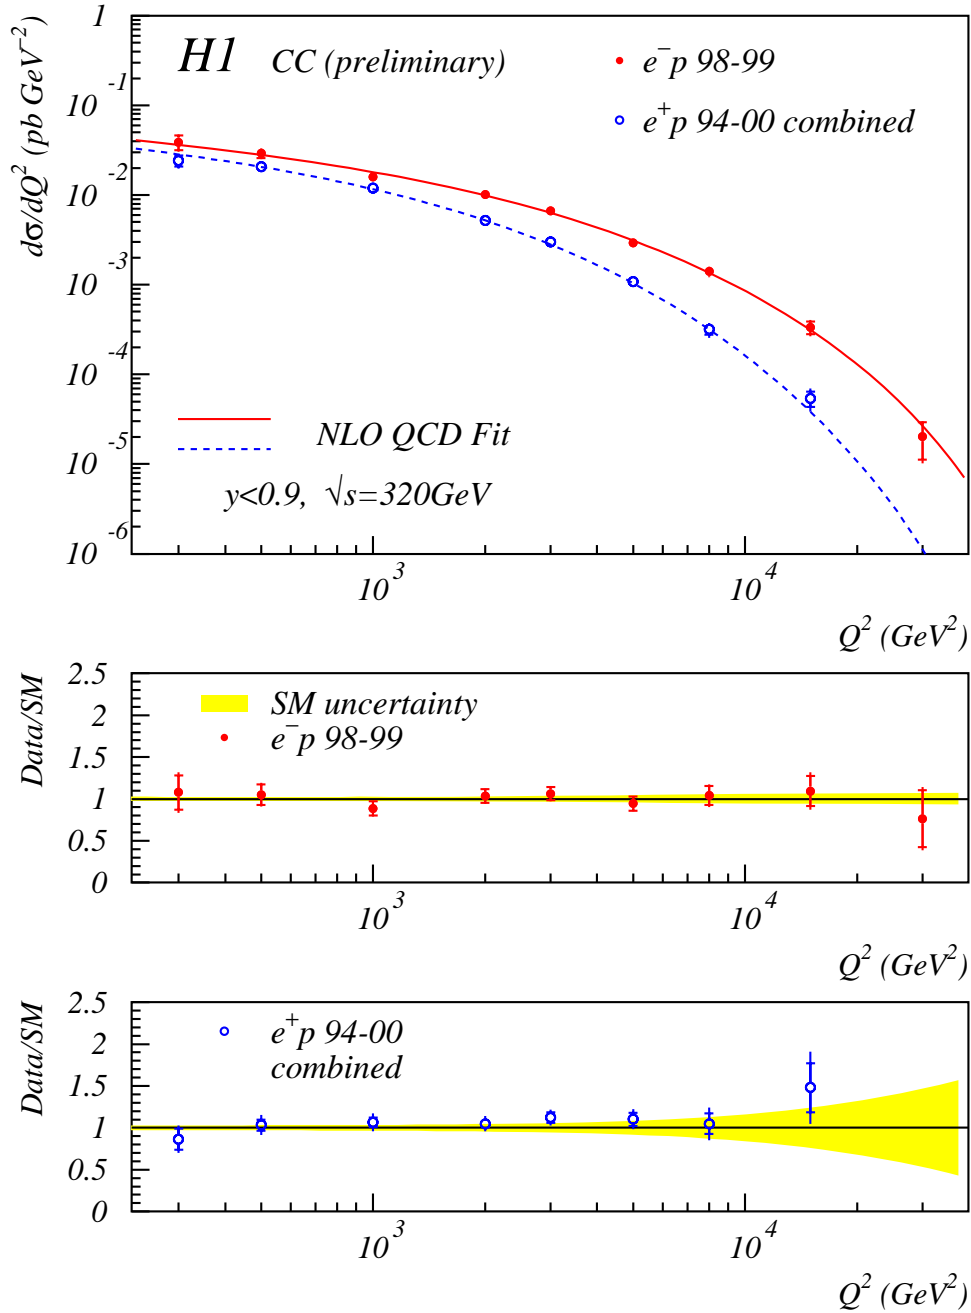 H1 CC (preliminary)
e⁻p 98-99
e⁺p 94-00 combined
dσ/dQ² (pb GeV⁻²)
1
10⁻¹
10⁻²
10⁻³
10⁻⁴
10⁻⁵
10⁻⁶
NLO QCD Fit
y<0.9, √s=320GeV
10³ 10⁴
Q² (GeV²)
Data/SM
2.5
2
1.5
1
0.5
0
SM uncertainty
e⁻p 98-99
10³ 10⁴
Q² (GeV²)
Data/SM
2.5
2
1.5
1
0.5
0
e⁺p 94-00
combined
10³ 10⁴
Q² (GeV²)